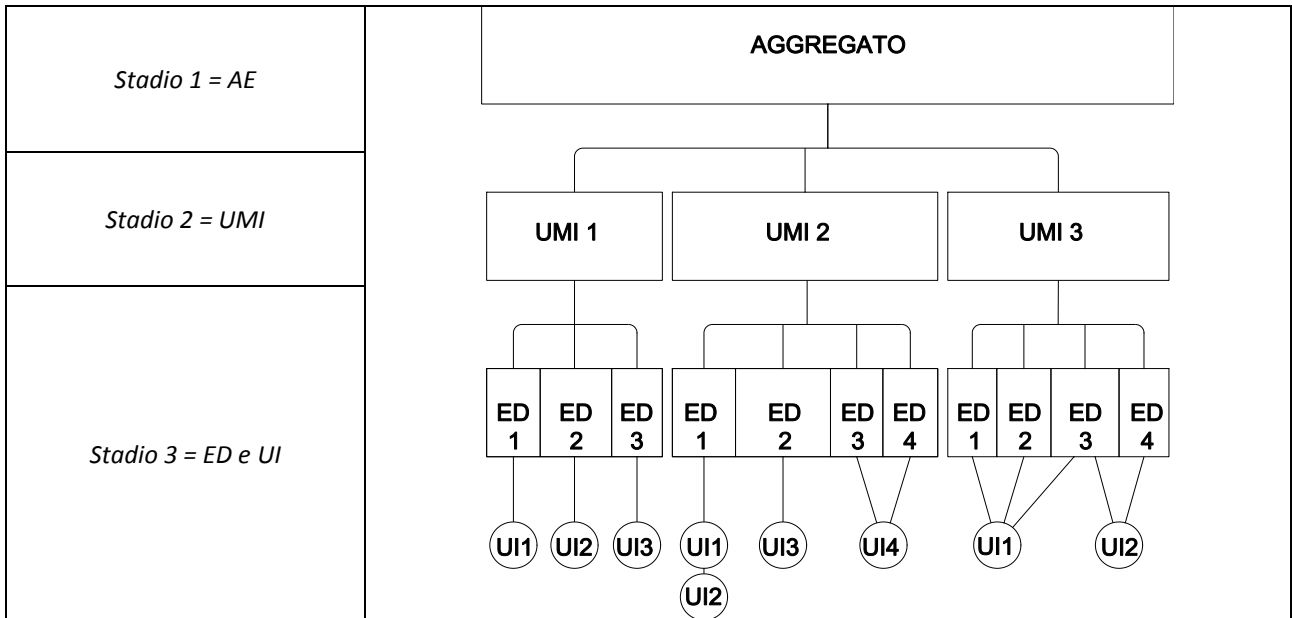 Stadio 1 = AE
AGGREGATO
Stadio 2 = UMI
UMI 1 UMI 2 UMI 3
Stadio 3 = ED e UI
ED ED ED ED ED ED ED ED ED ED ED
1 2 3 1 2 3 4 1 2 3 4
UI1 UI2 UI3 UI1 UI3 UI4 UI1 UI2
UI2